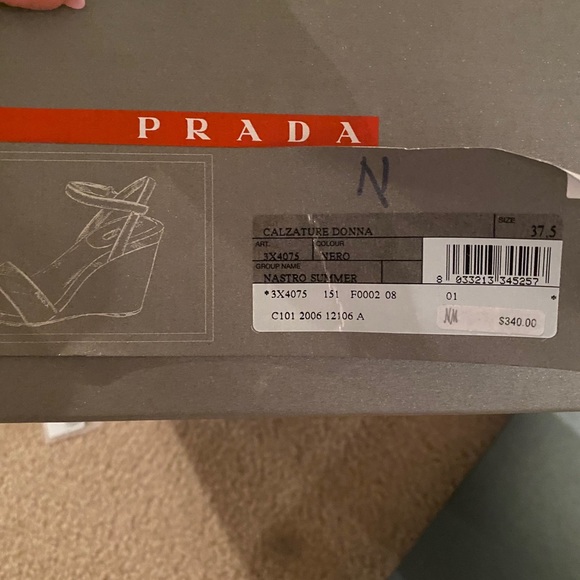 PRADA
N
SIZE
CALZATURE DONNA 37,5
ART. COLOUR
3X4075 NERO
GROUP NAME
NASTRO SUMMER
8 033213 345257
*3X4075 151 F0002 08 01 *
C101 2006 12106 A NM $340.00